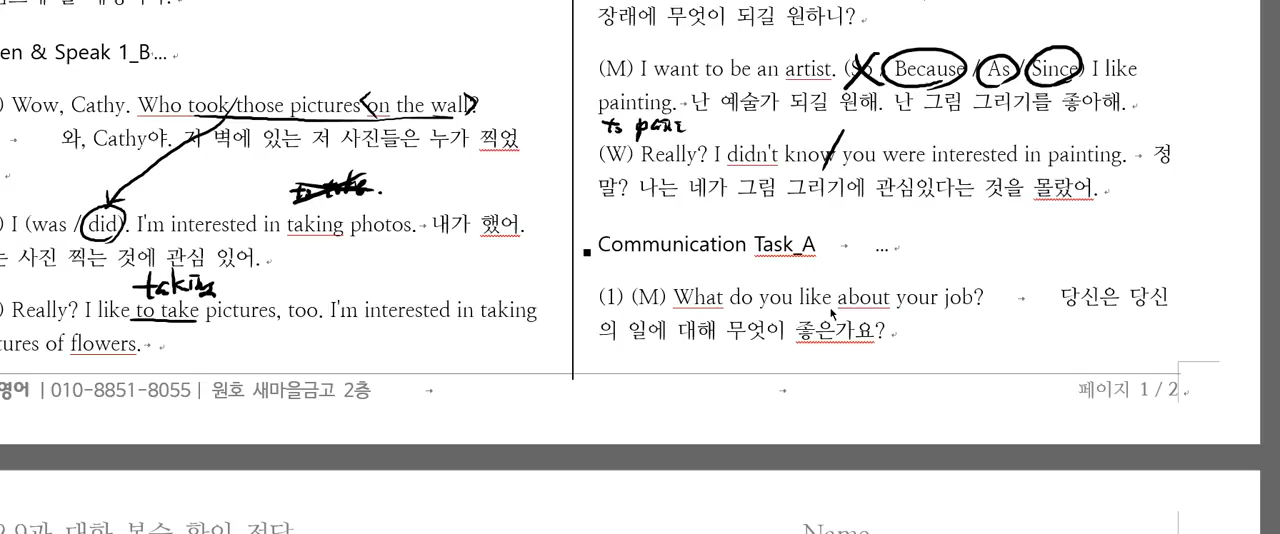 en & Speak 1_B...
) Wow, Cathy. Who took those pictures on the wall?
와, Cathy야. 저 벽에 있는 저 사진들은 누가 찍었
) I (was / did). I'm interested in taking photos. 내가 했어.
는 사진 찍는 것에 관심 있어.
taking
) Really? I like to take pictures, too. I'm interested in taking
tures of flowers.
장래에 무엇이 되길 원하니?
(M) I want to be an artist. (So / Because / As / Since) I like
painting. 난 예술가 되길 원해. 난 그림 그리기를 좋아해.
to paint
(W) Really? I didn't know you were interested in painting. 정
말? 나는 네가 그림 그리기에 관심있다는 것을 몰랐어.
Communication Task_A ...
(1) (M) What do you like about your job? 당신은 당신
의 일에 대해 무엇이 좋은가요?
영어 | 010-8851-8055 | 원호 새마을금고 2층
페이지 1 / 2
Name